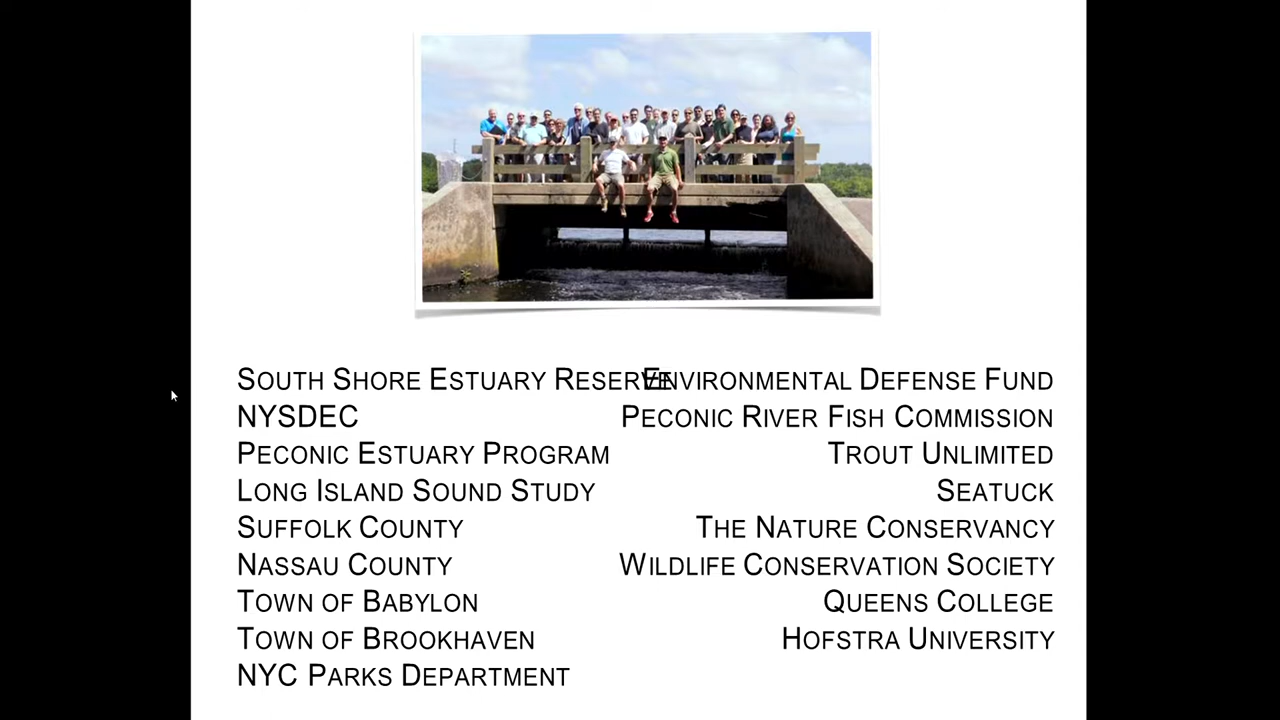 South Shore Estuary Reserve
NYSDEC
Peconic Estuary Program
Long Island Sound Study
Suffolk County
Nassau County
Town of Babylon
Town of Brookhaven
NYC Parks Department
Environmental Defense Fund
Peconic River Fish Commission
Trout Unlimited
Seatuck
The Nature Conservancy
Wildlife Conservation Society
Queens College
Hofstra University